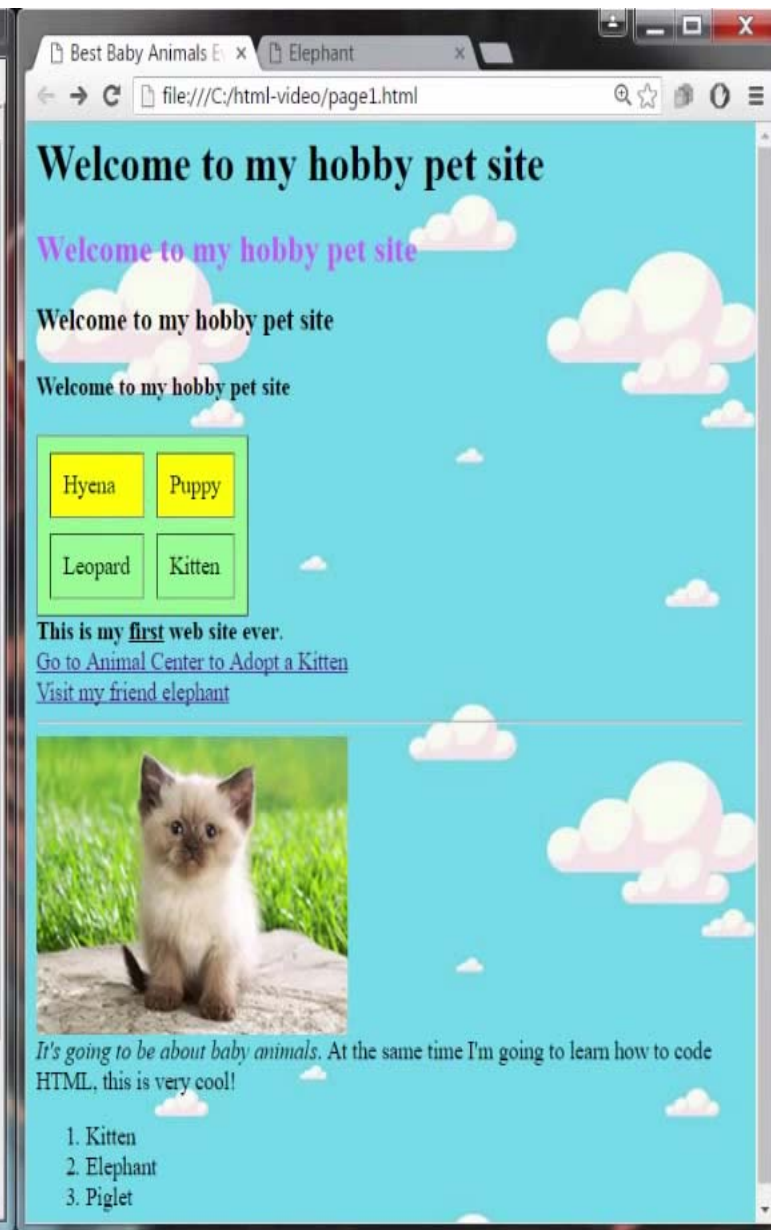 Best Baby Animals E
Elephant
file:///C:/html-video/page1.html
Welcome to my hobby pet site
Welcome to my hobby pet site
Welcome to my hobby pet site
Welcome to my hobby pet site
Hyena Puppy
Leopard Kitten
This is my first web site ever.
Go to Animal Center to Adopt a Kitten
Visit my friend elephant
It's going to be about baby animals. At the same time I'm going to learn how to code
HTML, this is very cool!
1. Kitten
2. Elephant
3. Piglet